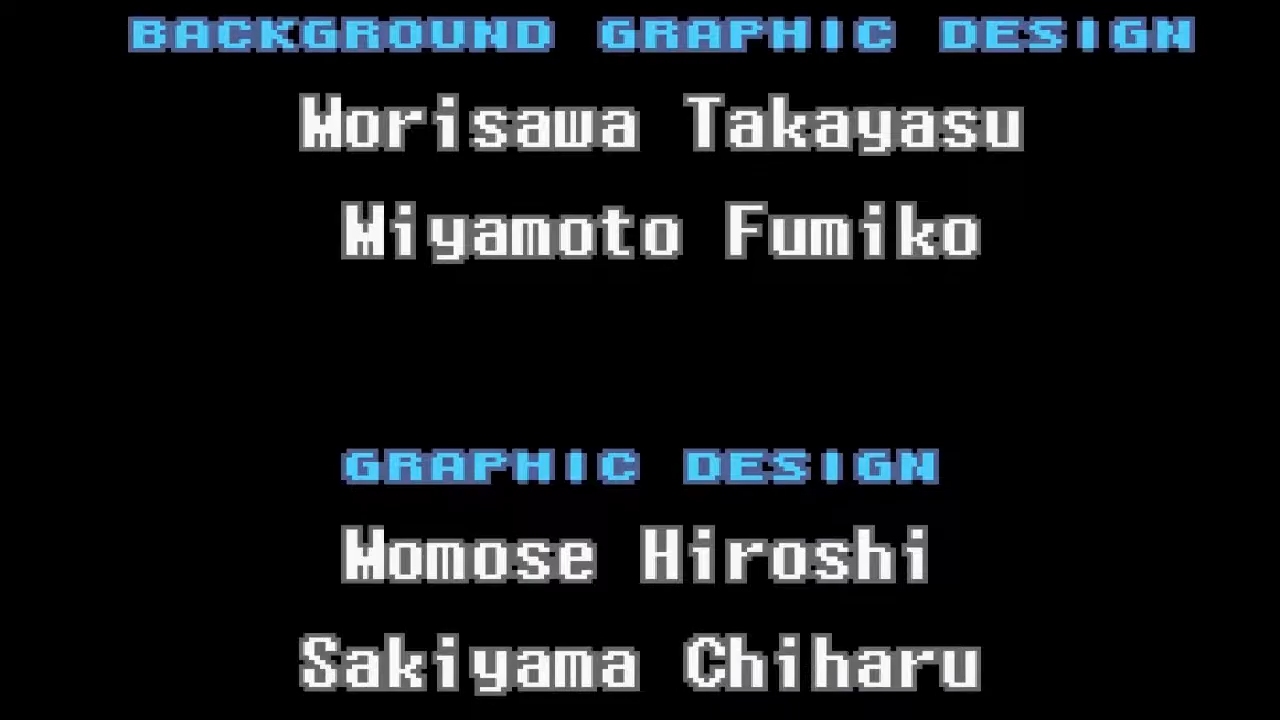 BACKGROUND GRAPHIC DESIGN
Morisawa Takayasu
Miyamoto Fumiko
GRAPHIC DESIGN
Momose Hiroshi
Sakiyama Chiharu